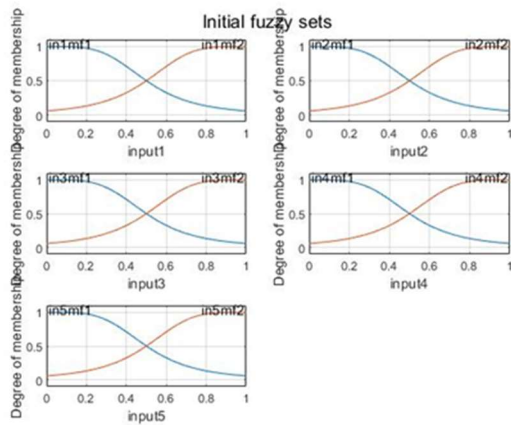 Initial fuzzy sets
Degree of membership
1
0.5
0
in1mf1 in1mf2
0 0.2 0.4 0.6 0.8 1
input1
Degree of membership
1
0.5
0
in2mf1 in2mf2
0 0.2 0.4 0.6 0.8 1
input2
Degree of membership
1
0.5
0
in3mf1 in3mf2
0 0.2 0.4 0.6 0.8 1
input3
Degree of membership
1
0.5
0
in4mf1 in4mf2
0 0.2 0.4 0.6 0.8 1
input4
Degree of membership
1
0.5
0
in5mf1 in5mf2
0 0.2 0.4 0.6 0.8 1
input5